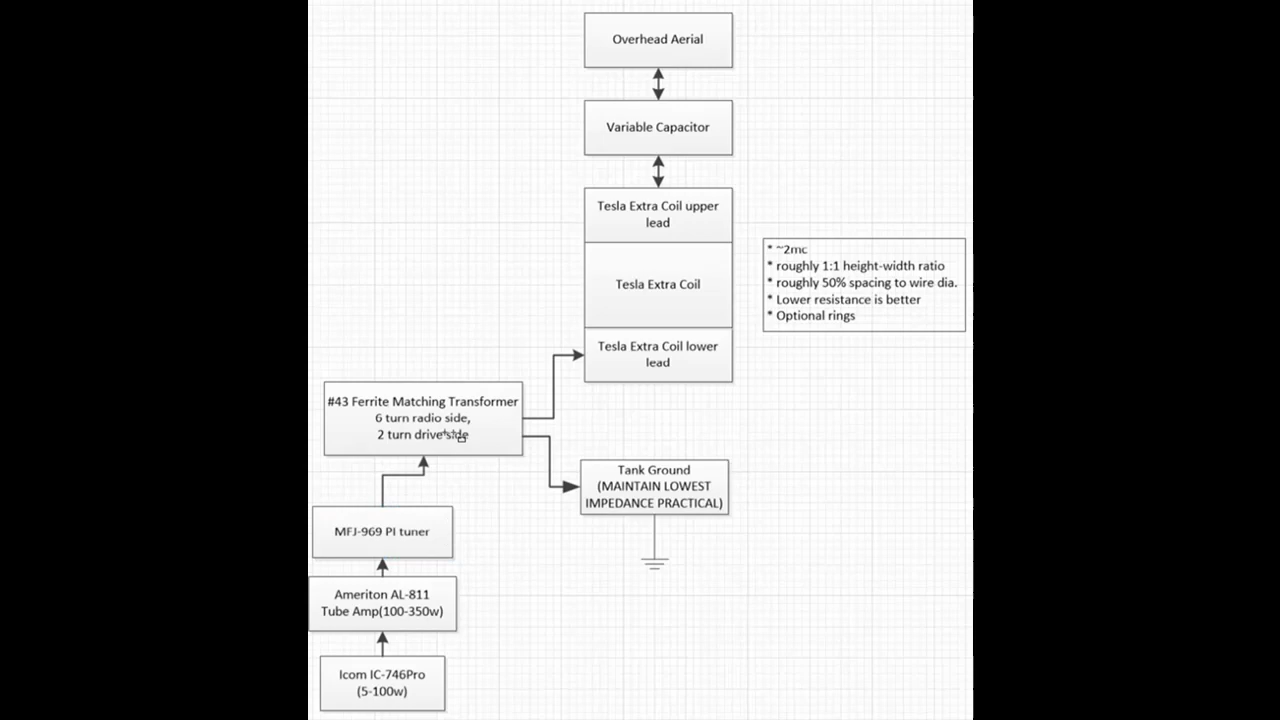 Overhead Aerial
Variable Capacitor
Tesla Extra Coil upper
lead
Tesla Extra Coil
Tesla Extra Coil lower
lead
* ~2mc
* roughly 1:1 height-width ratio
* roughly 50% spacing to wire dia.
* Lower resistance is better
* Optional rings
#43 Ferrite Matching Transformer
6 turn radio side,
2 turn drive side
Tank Ground
(MAINTAIN LOWEST
IMPEDANCE PRACTICAL)
MFJ-969 PI tuner
Ameriton AL-811
Tube Amp(100-350w)
Icom IC-746Pro
(5-100w)